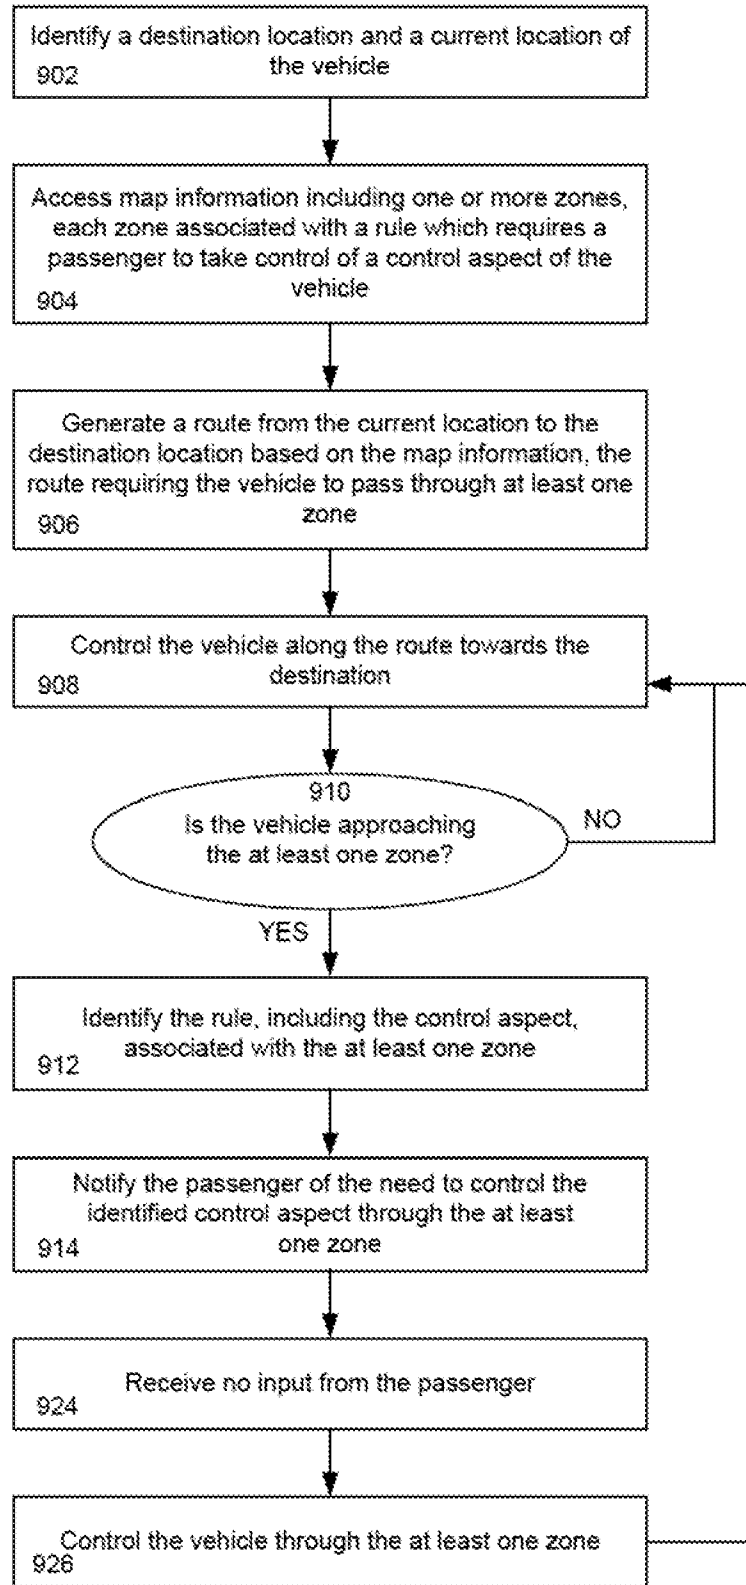 Identify a destination location and a current location of
the vehicle
902
Access map information including one or more zones,
each zone associated with a rule which requires a
passenger to take control of a control aspect of the
vehicle
904
Generate a route from the current location to the
destination location based on the map information, the
route requiring the vehicle to pass through at least one
zone
906
Control the vehicle along the route towards the
destination
908
910
Is the vehicle approaching
the at least one zone?
NO
YES
Identify the rule, including the control aspect,
associated with the at least one zone
912
Notify the passenger of the need to control the
identified control aspect through the at least
one zone
914
Receive no input from the passenger
924
Control the vehicle through the at least one zone
926